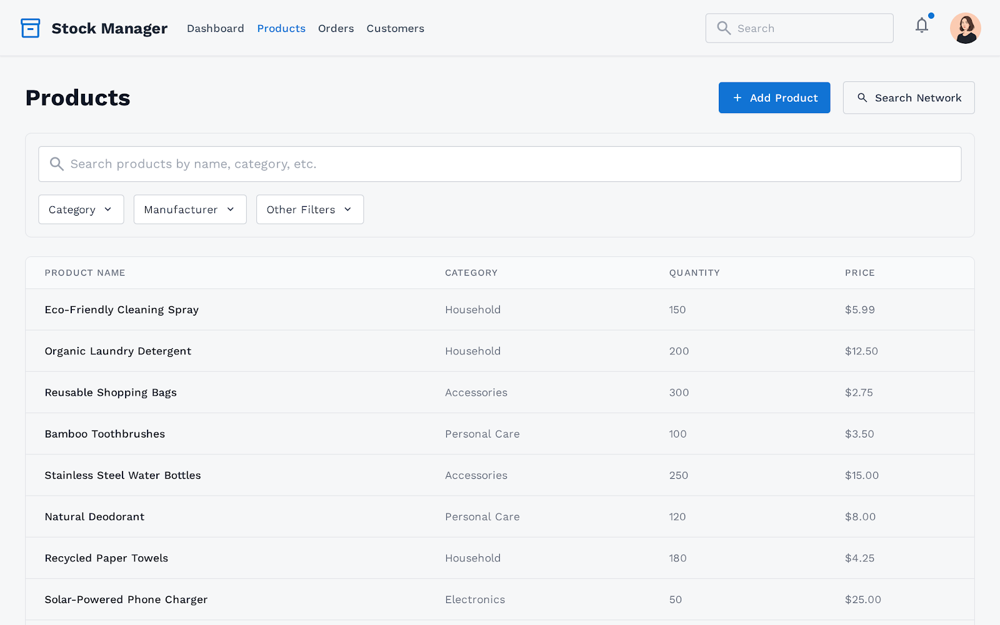 Stock Manager Dashboard Products Orders Customers Search
Products + Add Product Search Network
Search products by name, category, etc.
Category Manufacturer Other Filters
PRODUCT NAME CATEGORY QUANTITY PRICE
Eco-Friendly Cleaning Spray Household 150 $5.99
Organic Laundry Detergent Household 200 $12.50
Reusable Shopping Bags Accessories 300 $2.75
Bamboo Toothbrushes Personal Care 100 $3.50
Stainless Steel Water Bottles Accessories 250 $15.00
Natural Deodorant Personal Care 120 $8.00
Recycled Paper Towels Household 180 $4.25
Solar-Powered Phone Charger Electronics 50 $25.00